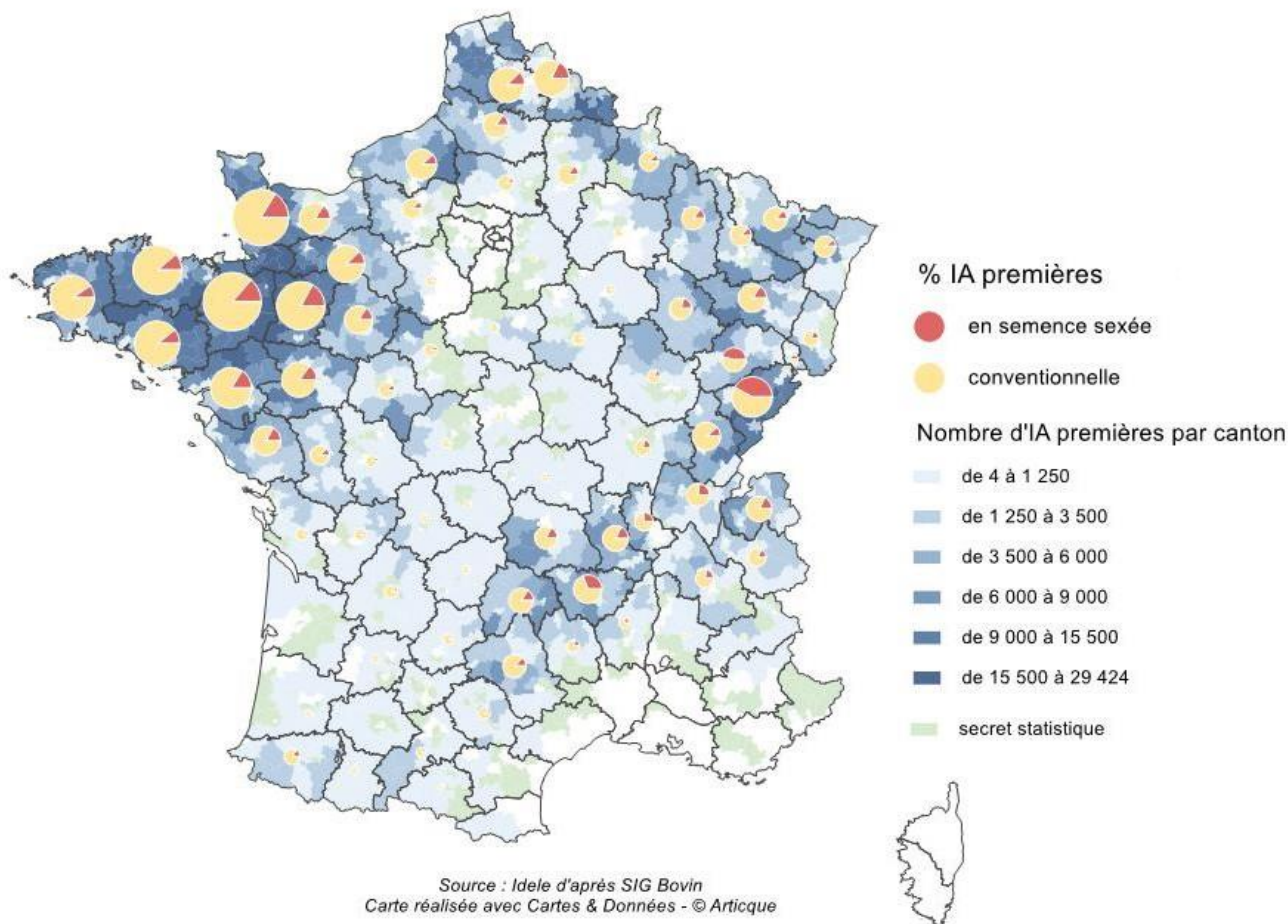 % IA premières
en semence sexée
conventionnelle
Nombre d'IA premières par canton
de 4 à 1 250
de 1 250 à 3 500
de 3 500 à 6 000
de 6 000 à 9 000
de 9 000 à 15 500
de 15 500 à 29 424
secret statistique
Source : Idele d'après SIG Bovin
Carte réalisée avec Cartes & Données - © Articque